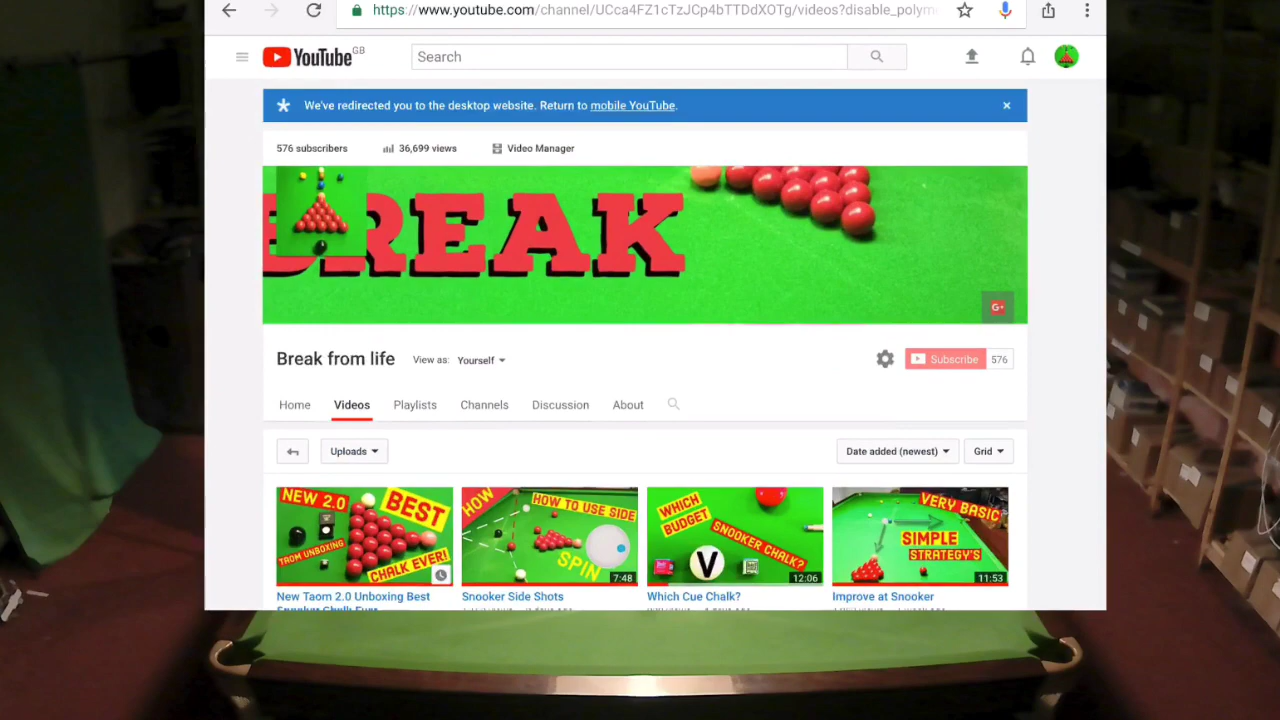 https://www.youtube.com/channel/UCca4FZ1cTzJCp4bTTDdXOTg/videos?disable_polym
YouTube GB
Search
We've redirected you to the desktop website. Return to mobile YouTube.
576 subscribers 36,699 views Video Manager
BREAK
G+
Break from life View as: Yourself Subscribe 576
Home Videos Playlists Channels Discussion About
Uploads Date added (newest) Grid
NEW 2.0
BEST
TAOM UNBOXING
CHALK EVER!
HOW
HOW TO USE SIDE
SPIN
7:48
WHICH
BUDGET
SNOOKER CHALK?
V
12:06
VERY BASIC
SIMPLE
STRATEGY'S
11:53
New Taom 2.0 Unboxing Best Snooker Side Shots Which Cue Chalk? Improve at Snooker